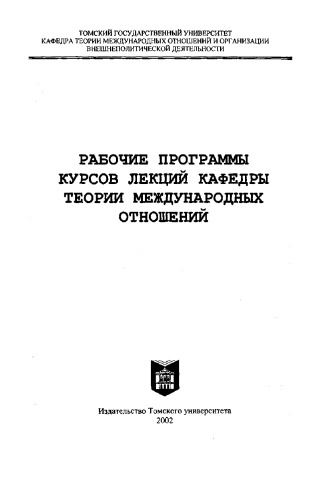 ТОМСКИЙ ГОСУДАРСТВЕННЫЙ УНИВЕРСИТЕТ
КАФЕДРА ТЕОРИИ МЕЖДУНАРОДНЫХ ОТНОШЕНИЙ И ОРГАНИЗАЦИИ
ВНЕШНЕПОЛИТИЧЕСКОЙ ДЕЯТЕЛЬНОСТИ
РАБОЧИЕ ПРОГРАММЫ
КУРСОВ ЛЕКЦИЙ КАФЕДРЫ
ТЕОРИИ МЕЖДУНАРОДНЫХ
ОТНОШЕНИЙ
Издательство Томского университета
2002